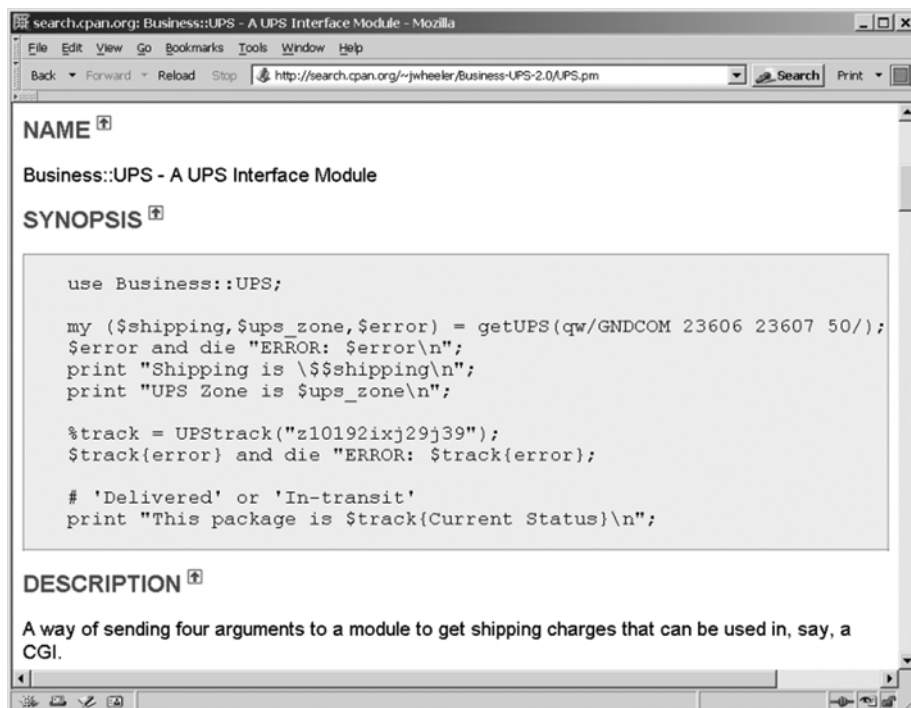 search.cpan.org: Business::UPS - A UPS Interface Module - Mozilla
File Edit View Go Bookmarks Tools Window Help
Back Forward Reload Stop http://search.cpan.org/~jwheeler/Business-UPS-2.0/UPS.pm Search Print
NAME
Business::UPS - A UPS Interface Module
SYNOPSIS
use Business::UPS;
my ($shipping,$ups_zone,$error) = getUPS(qw/GNDCOM 23606 23607 50/);
$error and die "ERROR: $error\n";
print "Shipping is \$$shipping\n";
print "UPS Zone is $ups_zone\n";
%track = UPStrack("z10192ixj29j39");
$track{error} and die "ERROR: $track{error};
# 'Delivered' or 'In-transit'
print "This package is $track{Current Status}\n";
DESCRIPTION
A way of sending four arguments to a module to get shipping charges that can be used in, say, a
CGI.